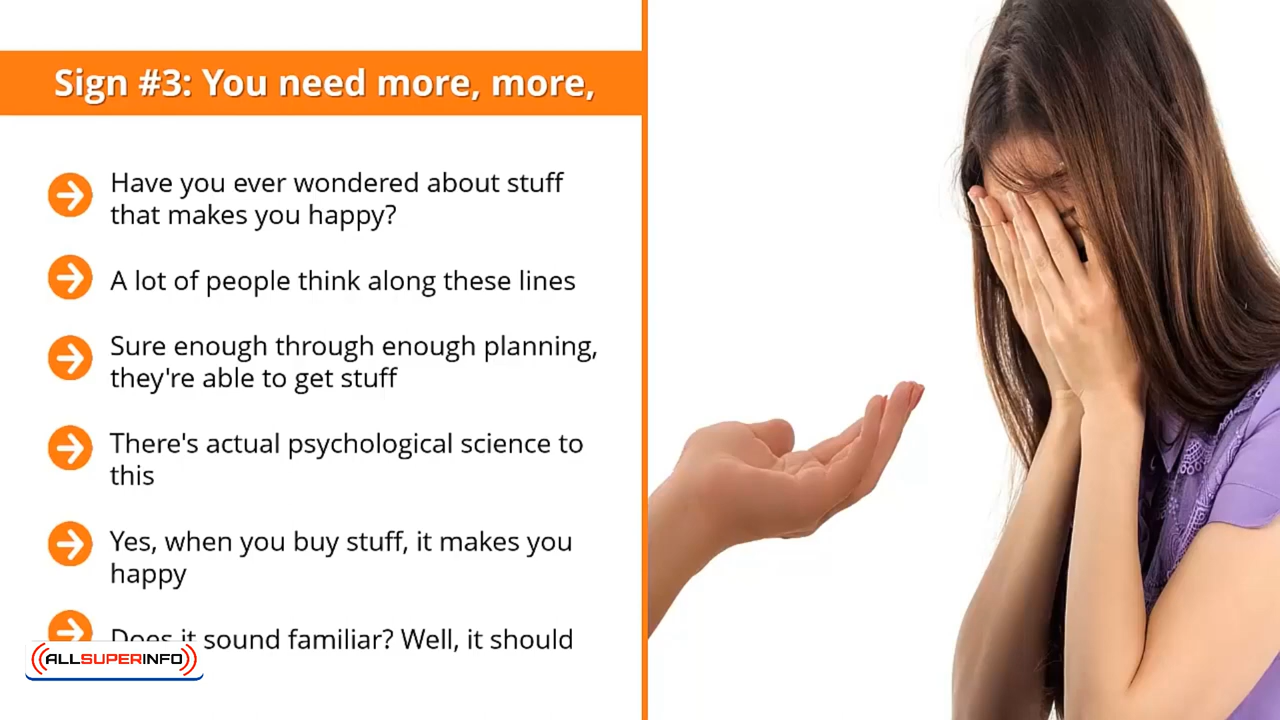 Sign #3: You need more, more,
Have you ever wondered about stuff
that makes you happy?
A lot of people think along these lines
Sure enough through enough planning,
they're able to get stuff
There's actual psychological science to
this
Yes, when you buy stuff, it makes you
happy
Does it sound familiar? Well, it should
ALLSUPERINFO